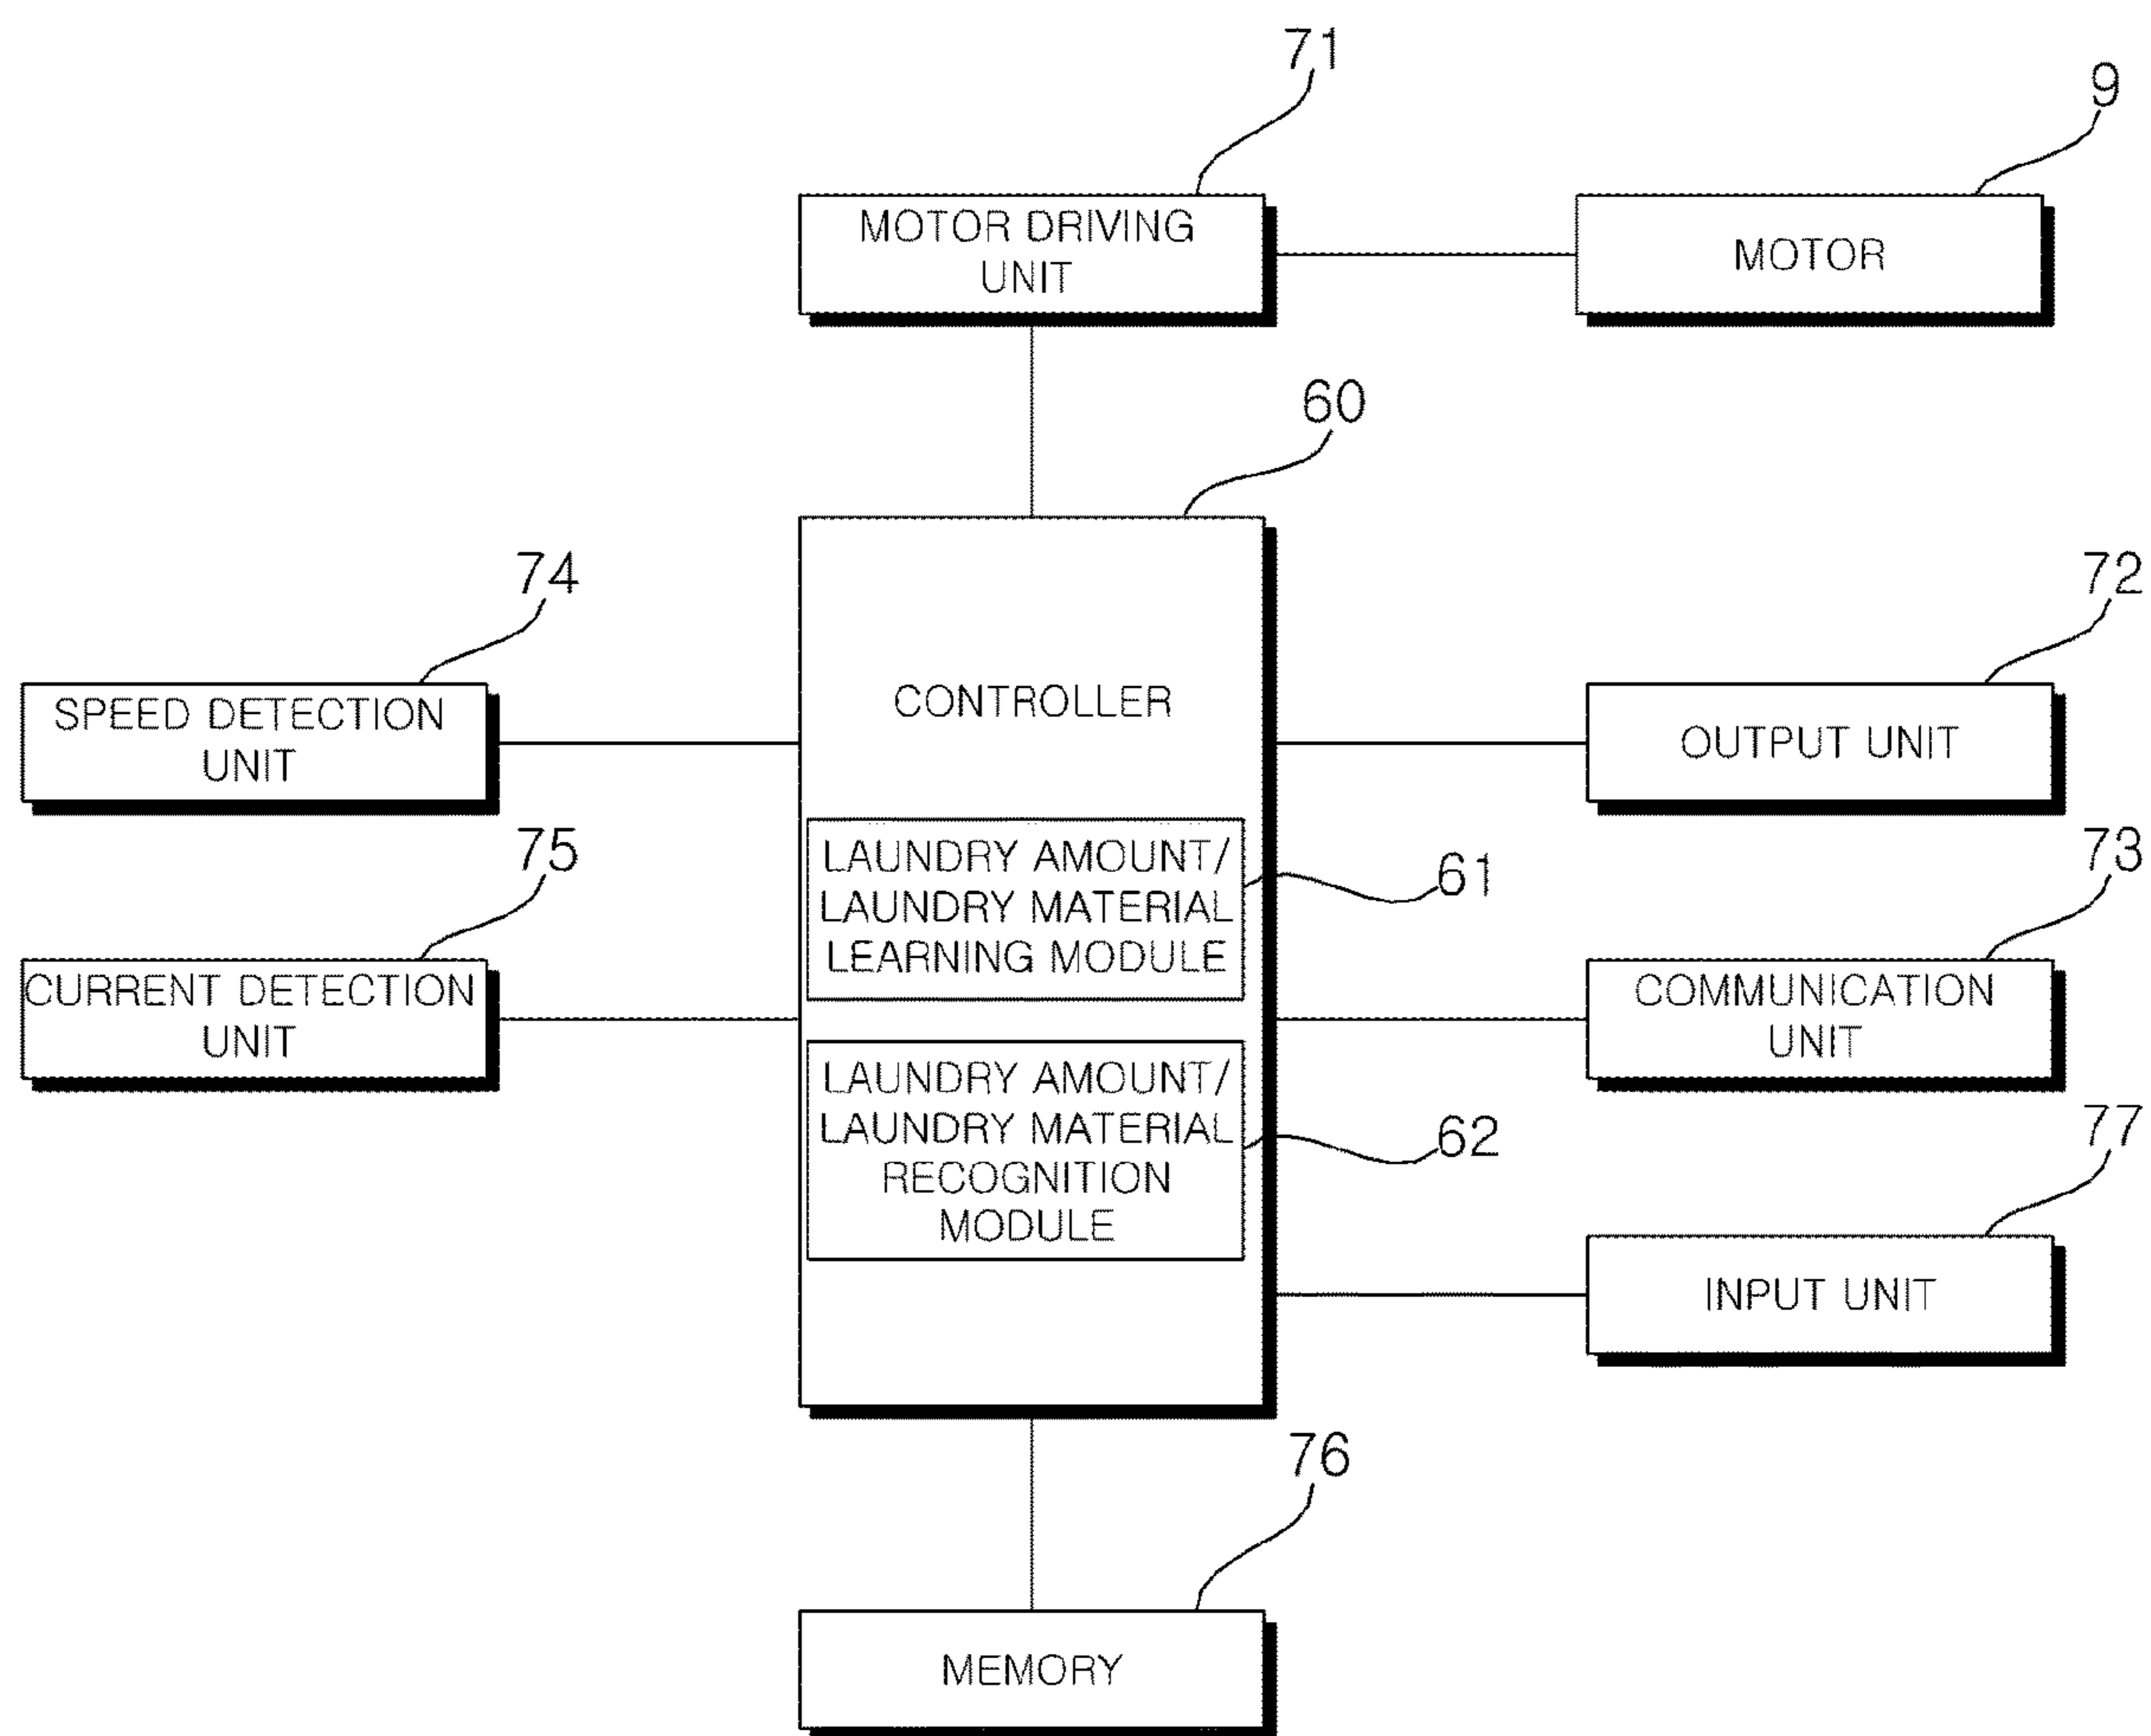 71
9
MOTOR DRIVING
UNIT
MOTOR
60
74
72
CONTROLLER
SPEED DETECTION
UNIT
OUTPUT UNIT
75
73
LAUNDRY AMOUNT/
LAUNDRY MATERIAL
LEARNING MODULE
61
CURRENT DETECTION
UNIT
COMMUNICATION
UNIT
LAUNDRY AMOUNT/
LAUNDRY MATERIAL
RECOGNITION
MODULE
62
77
INPUT UNIT
76
MEMORY